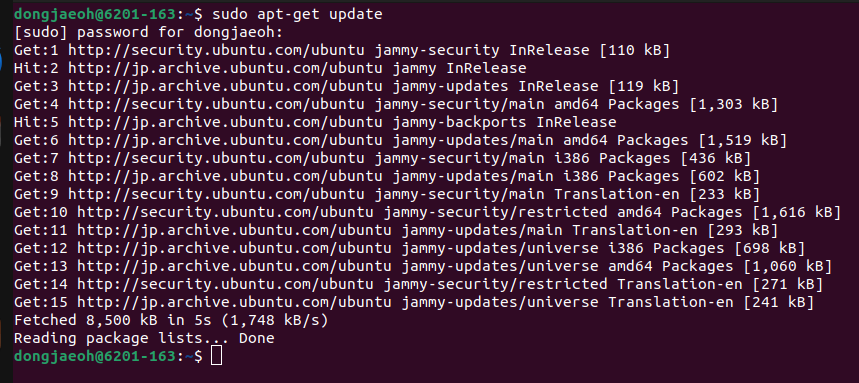 dongjaeoh@6201-163:~$ sudo apt-get update
[sudo] password for dongjaeoh:
Get:1 http://security.ubuntu.com/ubuntu jammy-security InRelease [110 kB]
Hit:2 http://jp.archive.ubuntu.com/ubuntu jammy InRelease
Get:3 http://jp.archive.ubuntu.com/ubuntu jammy-updates InRelease [119 kB]
Get:4 http://security.ubuntu.com/ubuntu jammy-security/main amd64 Packages [1,303 kB]
Hit:5 http://jp.archive.ubuntu.com/ubuntu jammy-backports InRelease
Get:6 http://jp.archive.ubuntu.com/ubuntu jammy-updates/main amd64 Packages [1,519 kB]
Get:7 http://security.ubuntu.com/ubuntu jammy-security/main i386 Packages [436 kB]
Get:8 http://jp.archive.ubuntu.com/ubuntu jammy-updates/main i386 Packages [602 kB]
Get:9 http://security.ubuntu.com/ubuntu jammy-security/main Translation-en [233 kB]
Get:10 http://security.ubuntu.com/ubuntu jammy-security/restricted amd64 Packages [1,616 kB]
Get:11 http://jp.archive.ubuntu.com/ubuntu jammy-updates/main Translation-en [293 kB]
Get:12 http://jp.archive.ubuntu.com/ubuntu jammy-updates/universe i386 Packages [698 kB]
Get:13 http://jp.archive.ubuntu.com/ubuntu jammy-updates/universe amd64 Packages [1,060 kB]
Get:14 http://security.ubuntu.com/ubuntu jammy-security/restricted Translation-en [271 kB]
Get:15 http://jp.archive.ubuntu.com/ubuntu jammy-updates/universe Translation-en [241 kB]
Fetched 8,500 kB in 5s (1,748 kB/s)
Reading package lists... Done
dongjaeoh@6201-163:~$